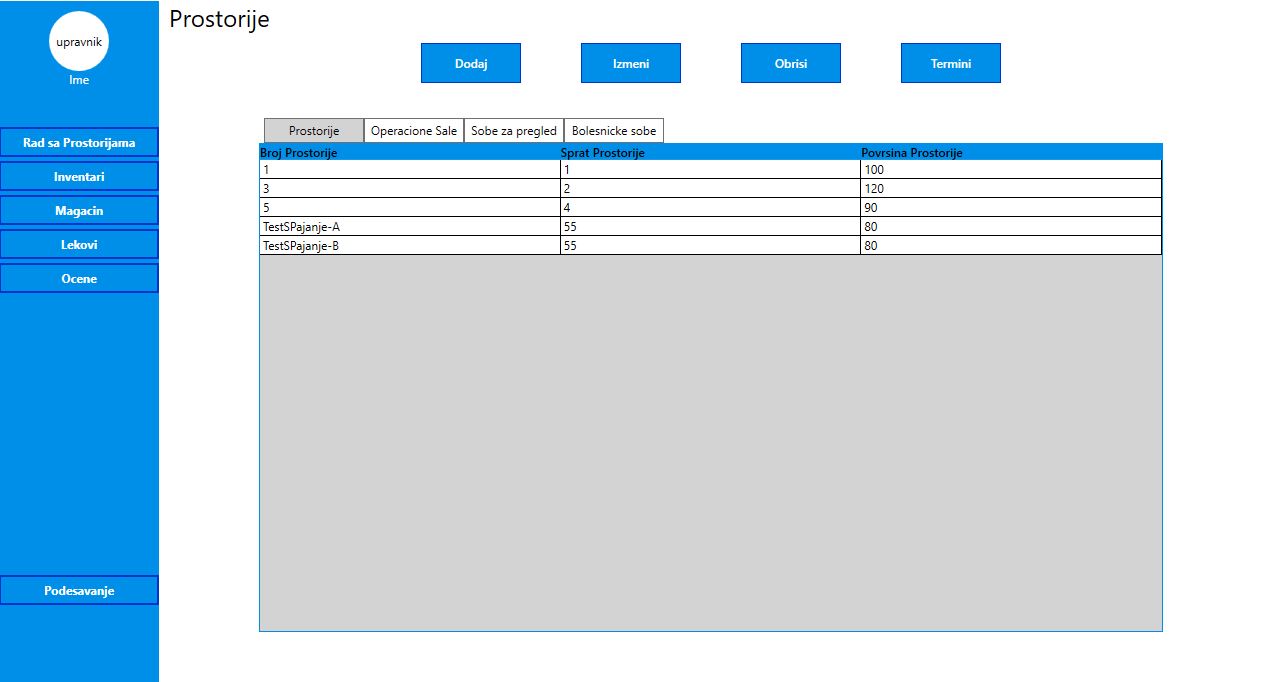 upravnik
Ime
Rad sa Prostorijama
Inventari
Magacin
Lekovi
Ocene
Podesavanje
Prostorije
Dodaj Izmeni Obrisi Termini
Prostorije Operacione Sale Sobe za pregled Bolesnicke sobe
Broj Prostorije Sprat Prostorije Povrsina Prostorije
1 1 100
3 2 120
5 4 90
TestSPajanje-A 55 80
TestSPajanje-B 55 80